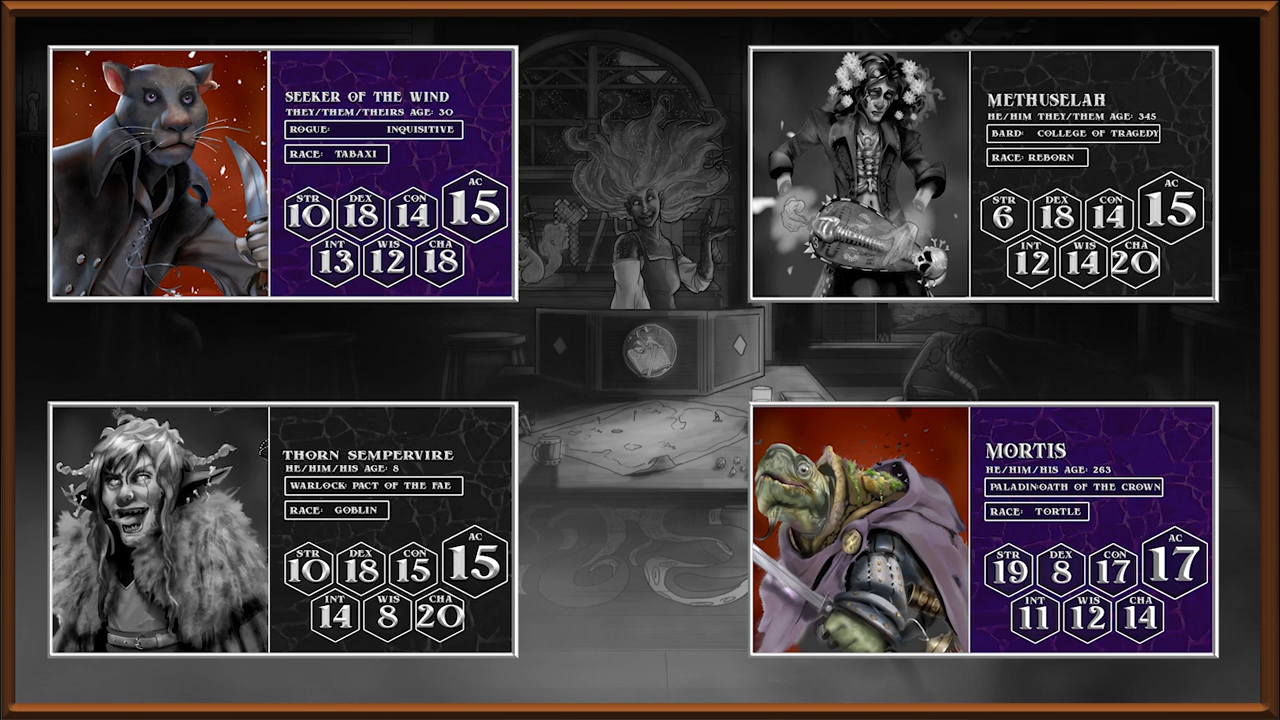 SEEKER OF THE WIND
THEY/THEM/THEIRS AGE: 30
ROGUE: INQUISITIVE
RACE: TABAXI
STR DEX CON AC
10 18 14 15
INT WIS CHA
13 12 18
METHUSELAH
HE/HIM THEY/THEM AGE: 345
BARD: COLLEGE OF TRAGEDY
RACE: REBORN
STR DEX CON AC
6 18 14 15
INT WIS CHA
12 14 20
THORN SEMPERVIRE
HE/HIM/HIS AGE: 8
WARLOCK: PACT OF THE FAE
RACE: GOBLIN
STR DEX CON AC
10 18 15 15
INT WIS CHA
14 8 20
MORTIS
HE/HIM/HIS AGE: 263
PALADIN:OATH OF THE CROWN
RACE: TORTLE
STR DEX CON AC
19 8 17 17
INT WIS CHA
11 12 14